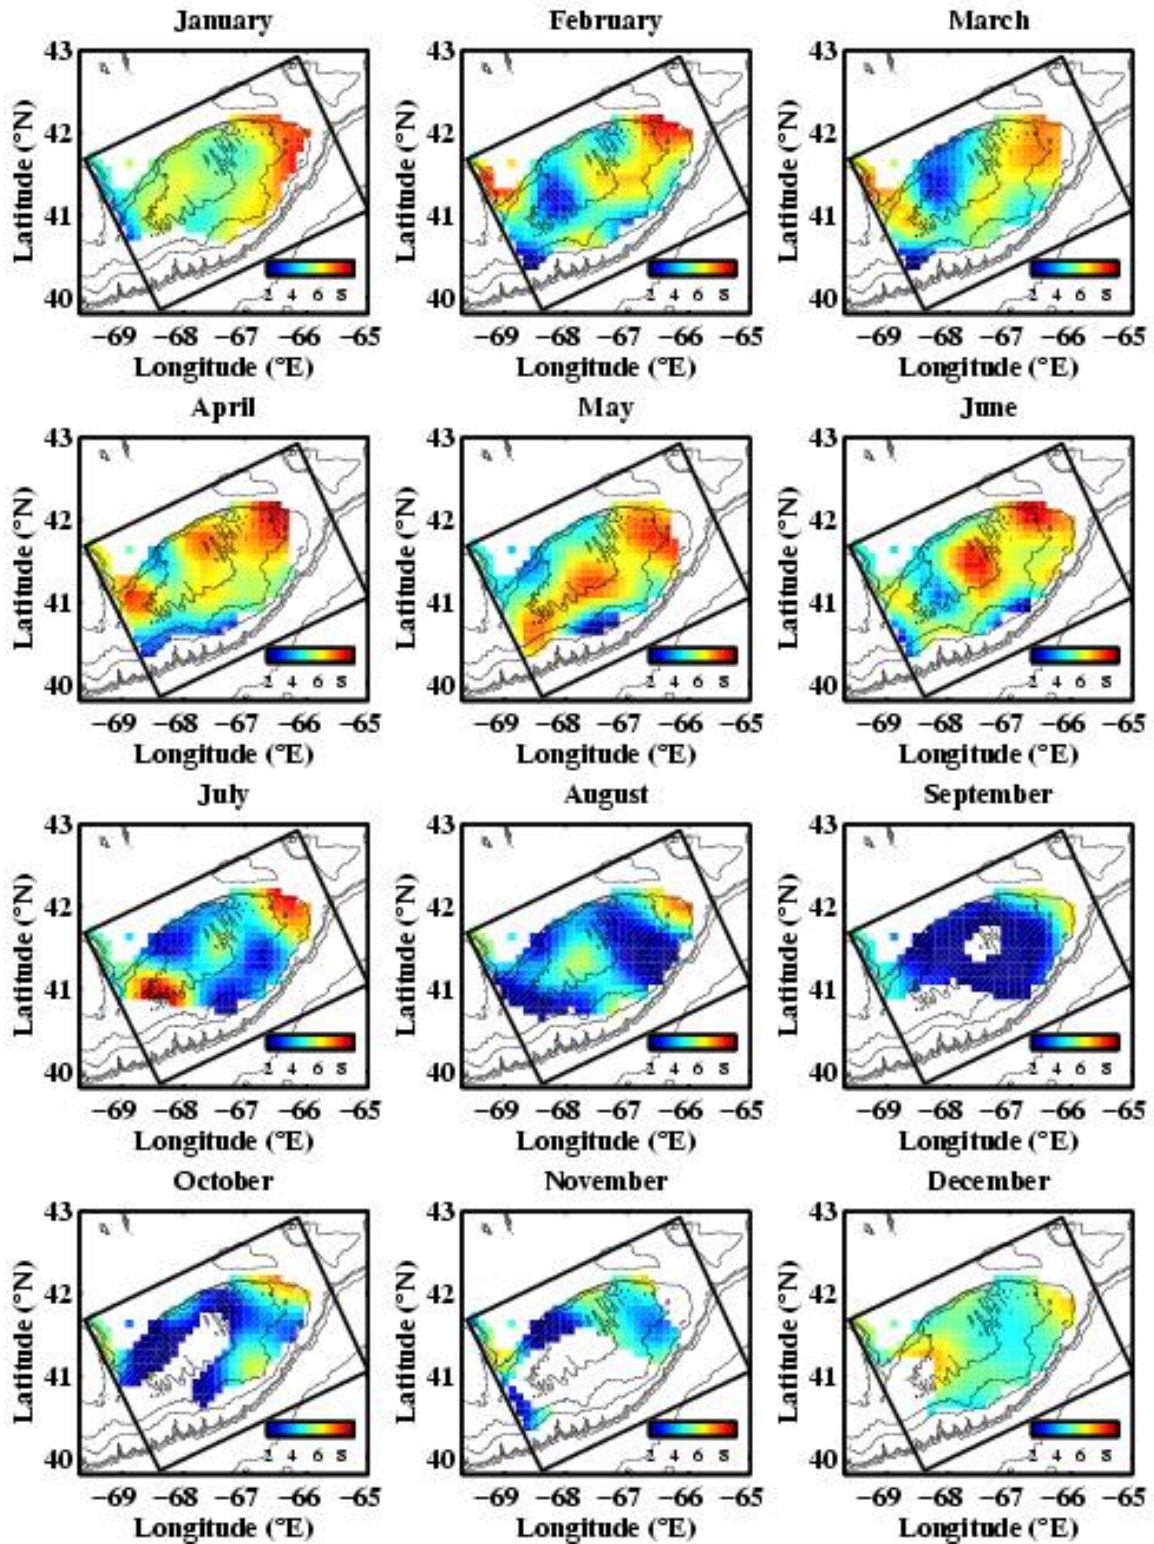 January
Latitude (°N)
43
42
41
40
2 4 6 8
−69 −68 −67 −66 −65
Longitude (°E)
February
Latitude (°N)
43
42
41
40
2 4 6 8
−69 −68 −67 −66 −65
Longitude (°E)
March
Latitude (°N)
43
42
41
40
2 4 6 8
−69 −68 −67 −66 −65
Longitude (°E)
April
Latitude (°N)
43
42
41
40
2 4 6 8
−69 −68 −67 −66 −65
Longitude (°E)
May
Latitude (°N)
43
42
41
40
2 4 6 8
−69 −68 −67 −66 −65
Longitude (°E)
June
Latitude (°N)
43
42
41
40
2 4 6 8
−69 −68 −67 −66 −65
Longitude (°E)
July
Latitude (°N)
43
42
41
40
2 4 6 8
−69 −68 −67 −66 −65
Longitude (°E)
August
Latitude (°N)
43
42
41
40
2 4 6 8
−69 −68 −67 −66 −65
Longitude (°E)
September
Latitude (°N)
43
42
41
40
2 4 6 8
−69 −68 −67 −66 −65
Longitude (°E)
October
Latitude (°N)
43
42
41
40
2 4 6 8
−69 −68 −67 −66 −65
Longitude (°E)
November
Latitude (°N)
43
42
41
40
2 4 6 8
−69 −68 −67 −66 −65
Longitude (°E)
December
Latitude (°N)
43
42
41
40
2 4 6 8
−69 −68 −67 −66 −65
Longitude (°E)